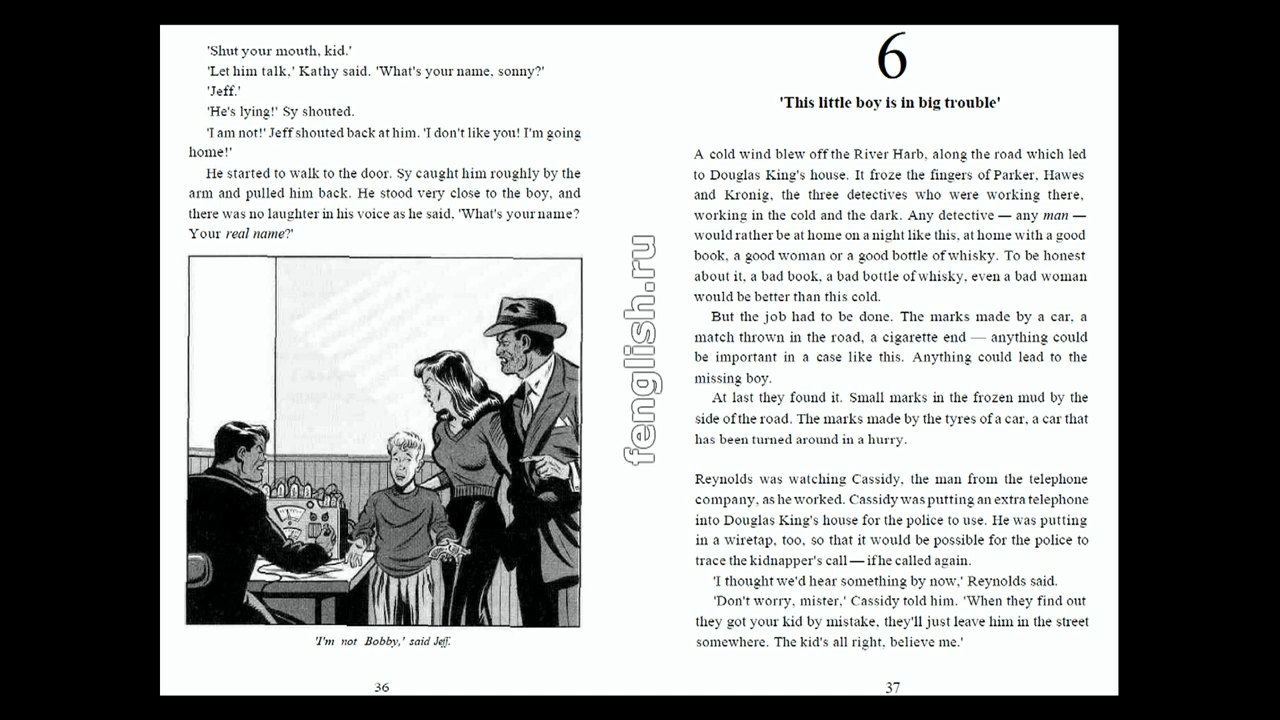 'Shut your mouth, kid.'
'Let him talk,' Kathy said. 'What's your name, sonny?'
'Jeff.'
'He's lying!' Sy shouted.
'I am not!' Jeff shouted back at him. 'I don't like you! I'm going
home!'
He started to walk to the door. Sy caught him roughly by the
arm and pulled him back. He stood very close to the boy, and
there was no laughter in his voice as he said, 'What's your name?
Your real name?'
'I'm not Bobby,' said Jeff.
36
fenglish.ru
6
'This little boy is in big trouble'
A cold wind blew off the River Harb, along the road which led
to Douglas King's house. It froze the fingers of Parker, Hawes
and Kronig, the three detectives who were working there,
working in the cold and the dark. Any detective — any man —
would rather be at home on a night like this, at home with a good
book, a good woman or a good bottle of whisky. To be honest
about it, a bad book, a bad bottle of whisky, even a bad woman
would be better than this cold.
But the job had to be done. The marks made by a car, a
match thrown in the road, a cigarette end — anything could
be important in a case like this. Anything could lead to the
missing boy.
At last they found it. Small marks in the frozen mud by the
side of the road. The marks made by the tyres of a car, a car that
has been turned around in a hurry.
Reynolds was watching Cassidy, the man from the telephone
company, as he worked. Cassidy was putting an extra telephone
into Douglas King's house for the police to use. He was putting
in a wiretap, too, so that it would be possible for the police to
trace the kidnapper's call — if he called again.
'I thought we'd hear something by now,' Reynolds said.
'Don't worry, mister,' Cassidy told him. 'When they find out
they got your kid by mistake, they'll just leave him in the street
somewhere. The kid's all right, believe me.'
37